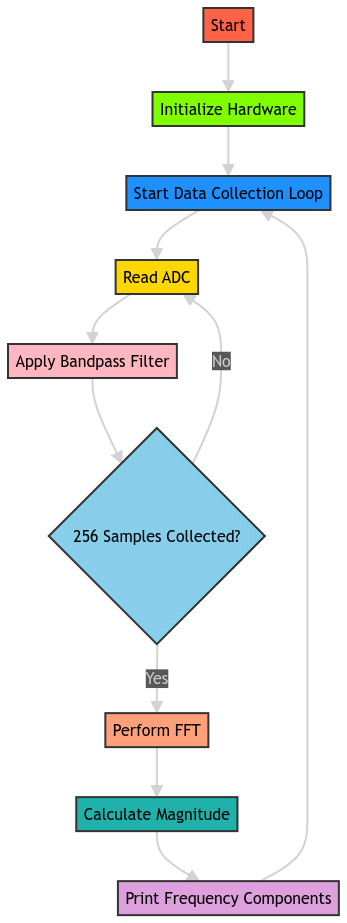 Start
Initialize Hardware
Start Data Collection Loop
Read ADC
Apply Bandpass Filter
No
256 Samples Collected?
Yes
Perform FFT
Calculate Magnitude
Print Frequency Components